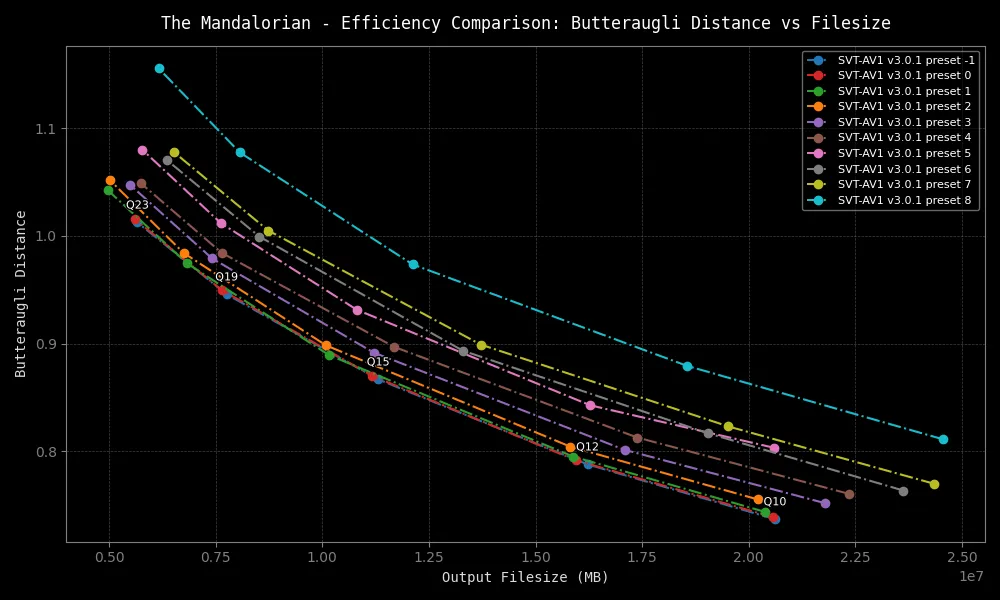 The Mandalorian - Efficiency Comparison: Butteraugli Distance vs Filesize
SVT-AV1 v3.0.1 preset -1
SVT-AV1 v3.0.1 preset 0
SVT-AV1 v3.0.1 preset 1
SVT-AV1 v3.0.1 preset 2
SVT-AV1 v3.0.1 preset 3
SVT-AV1 v3.0.1 preset 4
SVT-AV1 v3.0.1 preset 5
SVT-AV1 v3.0.1 preset 6
SVT-AV1 v3.0.1 preset 7
SVT-AV1 v3.0.1 preset 8
Butteraugli Distance
1.1
1.0
0.9
0.8
Q23
Q19
Q15
Q12
Q10
0.50 0.75 1.00 1.25 1.50 1.75 2.00 2.25 2.50
1e7
Output Filesize (MB)